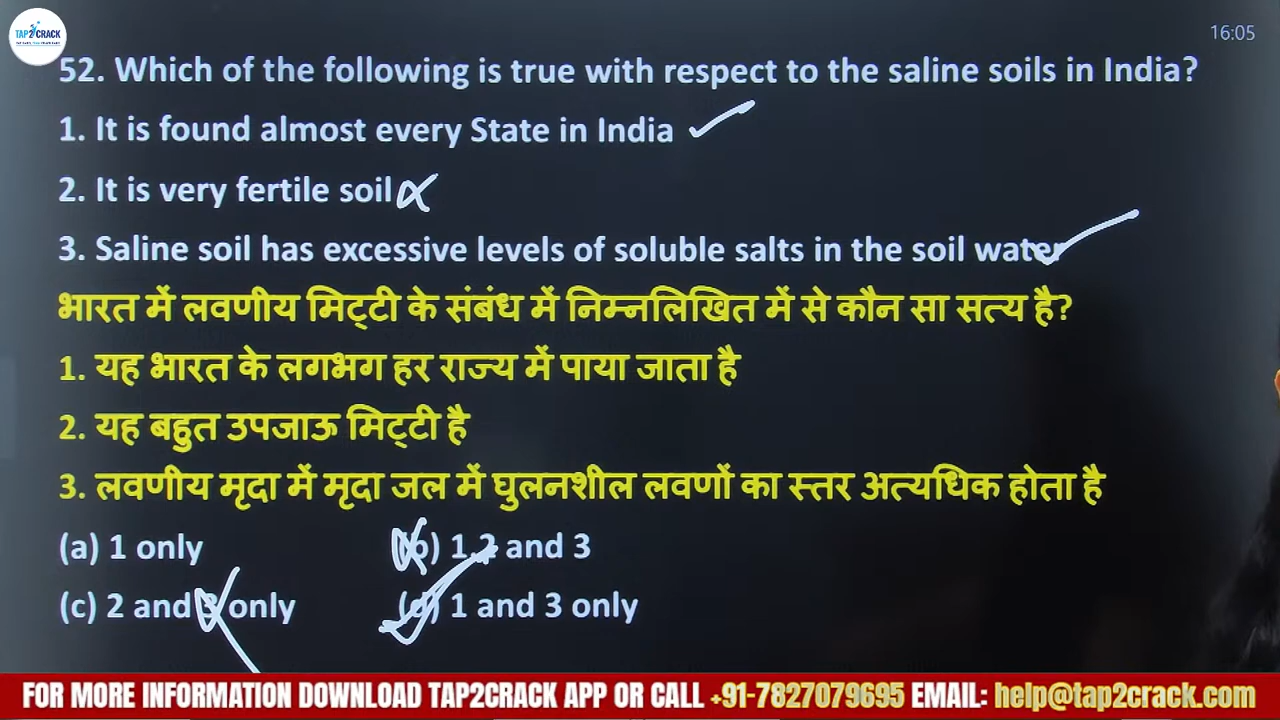 TAP2CRACK
16:05
52. Which of the following is true with respect to the saline soils in India?
1. It is found almost every State in India
2. It is very fertile soil
3. Saline soil has excessive levels of soluble salts in the soil water
भारत में लवणीय मिट्टी के संबंध में निम्नलिखित में से कौन सा सत्य है?
1. यह भारत के लगभग हर राज्य में पाया जाता है
2. यह बहुत उपजाऊ मिट्टी है
3. लवणीय मृदा में मृदा जल में घुलनशील लवणों का स्तर अत्यधिक होता है
(a) 1 only (b) 1,2 and 3
(c) 2 and 3 only (d) 1 and 3 only
FOR MORE INFORMATION DOWNLOAD TAP2CRACK APP OR CALL +91-7827079695 EMAIL: help@tap2crack.com